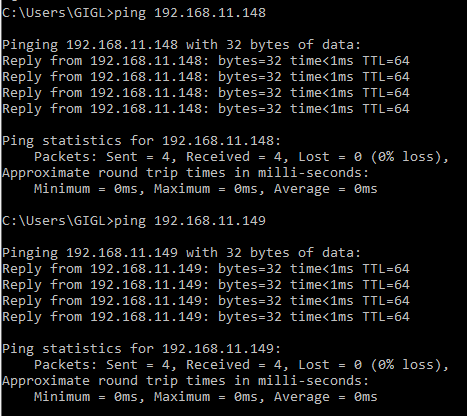 C:\Users\GIGL>ping 192.168.11.148
Pinging 192.168.11.148 with 32 bytes of data:
Reply from 192.168.11.148: bytes=32 time<1ms TTL=64
Reply from 192.168.11.148: bytes=32 time<1ms TTL=64
Reply from 192.168.11.148: bytes=32 time<1ms TTL=64
Reply from 192.168.11.148: bytes=32 time<1ms TTL=64
Ping statistics for 192.168.11.148:
    Packets: Sent = 4, Received = 4, Lost = 0 (0% loss),
Approximate round trip times in milli-seconds:
    Minimum = 0ms, Maximum = 0ms, Average = 0ms
C:\Users\GIGL>ping 192.168.11.149
Pinging 192.168.11.149 with 32 bytes of data:
Reply from 192.168.11.149: bytes=32 time<1ms TTL=64
Reply from 192.168.11.149: bytes=32 time<1ms TTL=64
Reply from 192.168.11.149: bytes=32 time<1ms TTL=64
Reply from 192.168.11.149: bytes=32 time<1ms TTL=64
Ping statistics for 192.168.11.149:
    Packets: Sent = 4, Received = 4, Lost = 0 (0% loss),
Approximate round trip times in milli-seconds:
    Minimum = 0ms, Maximum = 0ms, Average = 0ms